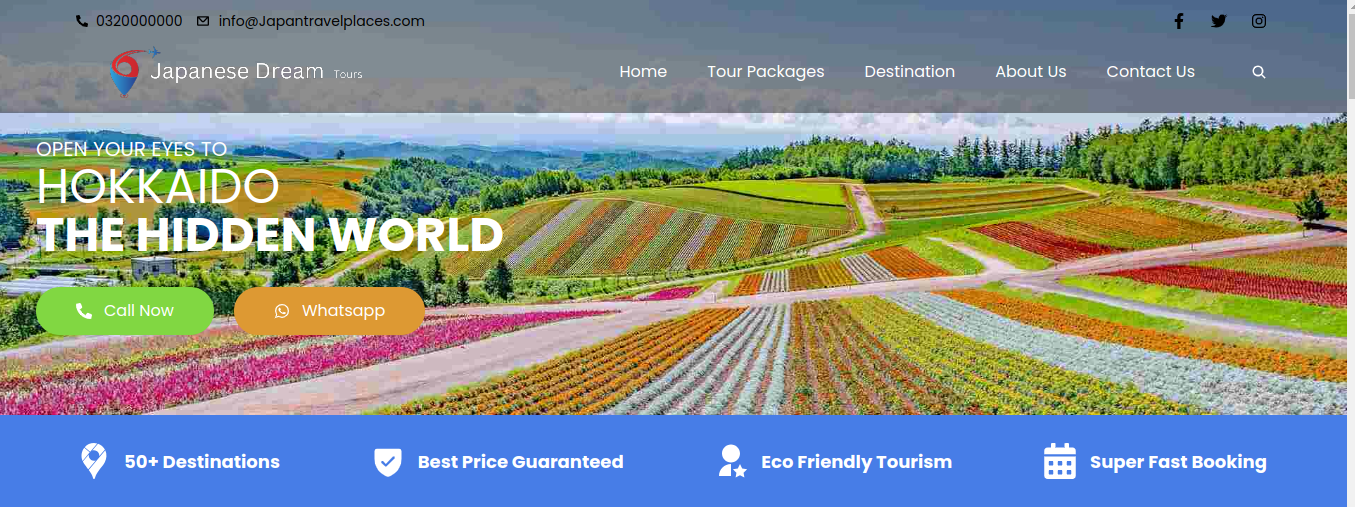 0320000000 info@Japantravelplaces.com
Japanese Dream Tours
Home Tour Packages Destination About Us Contact Us
OPEN YOUR EYES TO
HOKKAIDO
THE HIDDEN WORLD
Call Now Whatsapp
50+ Destinations Best Price Guaranteed Eco Friendly Tourism Super Fast Booking